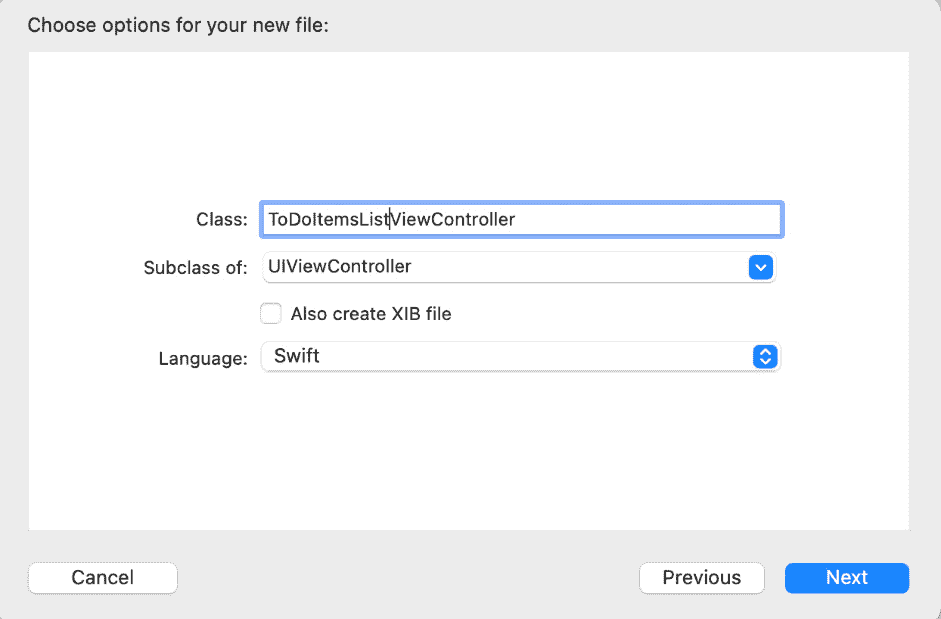 Choose options for your new file:
Class: ToDoItemsListViewController
Subclass of: UIViewController
Also create XIB file
Language: Swift
Cancel Previous Next